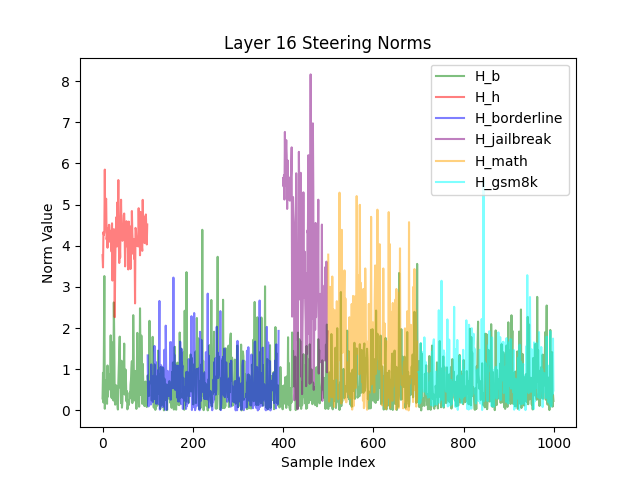 Layer 16 Steering Norms
H_b
H_h
H_borderline
H_jailbreak
H_math
H_gsm8k
8
7
6
5
4
3
2
1
0
Norm Value
0
200
400
600
800
1000
Sample Index